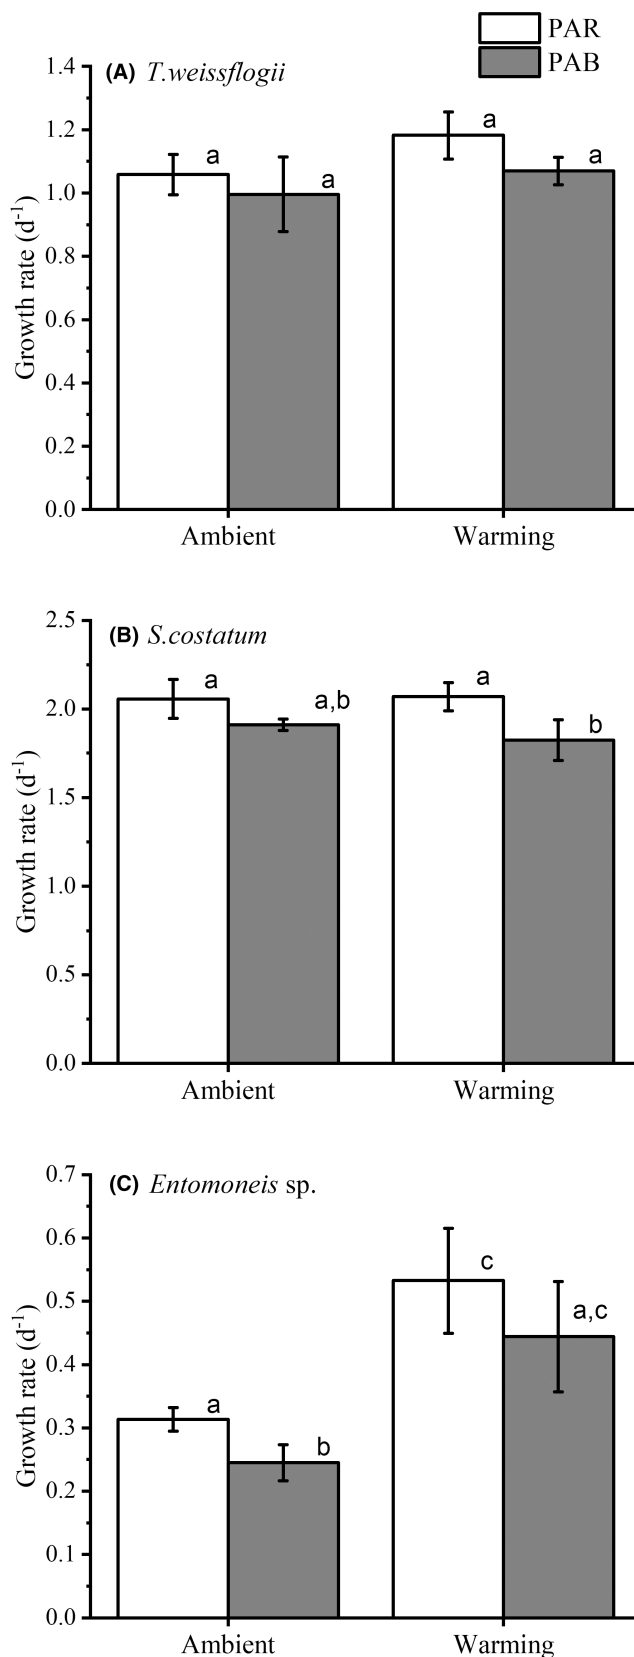 PAR
PAB
(A) T.weissflogii
1.4
1.2
1.0
0.8
0.6
0.4
0.2
0.0
Growth rate (d-1)
a
a
a
a
Ambient
Warming
(B) S.costatum
2.5
2.0
1.5
1.0
0.5
0.0
Growth rate (d-1)
a
a,b
a
b
Ambient
Warming
(C) Entomoneis sp.
0.7
0.6
0.5
0.4
0.3
0.2
0.1
0.0
Growth rate (d-1)
a
b
c
a,c
Ambient
Warming